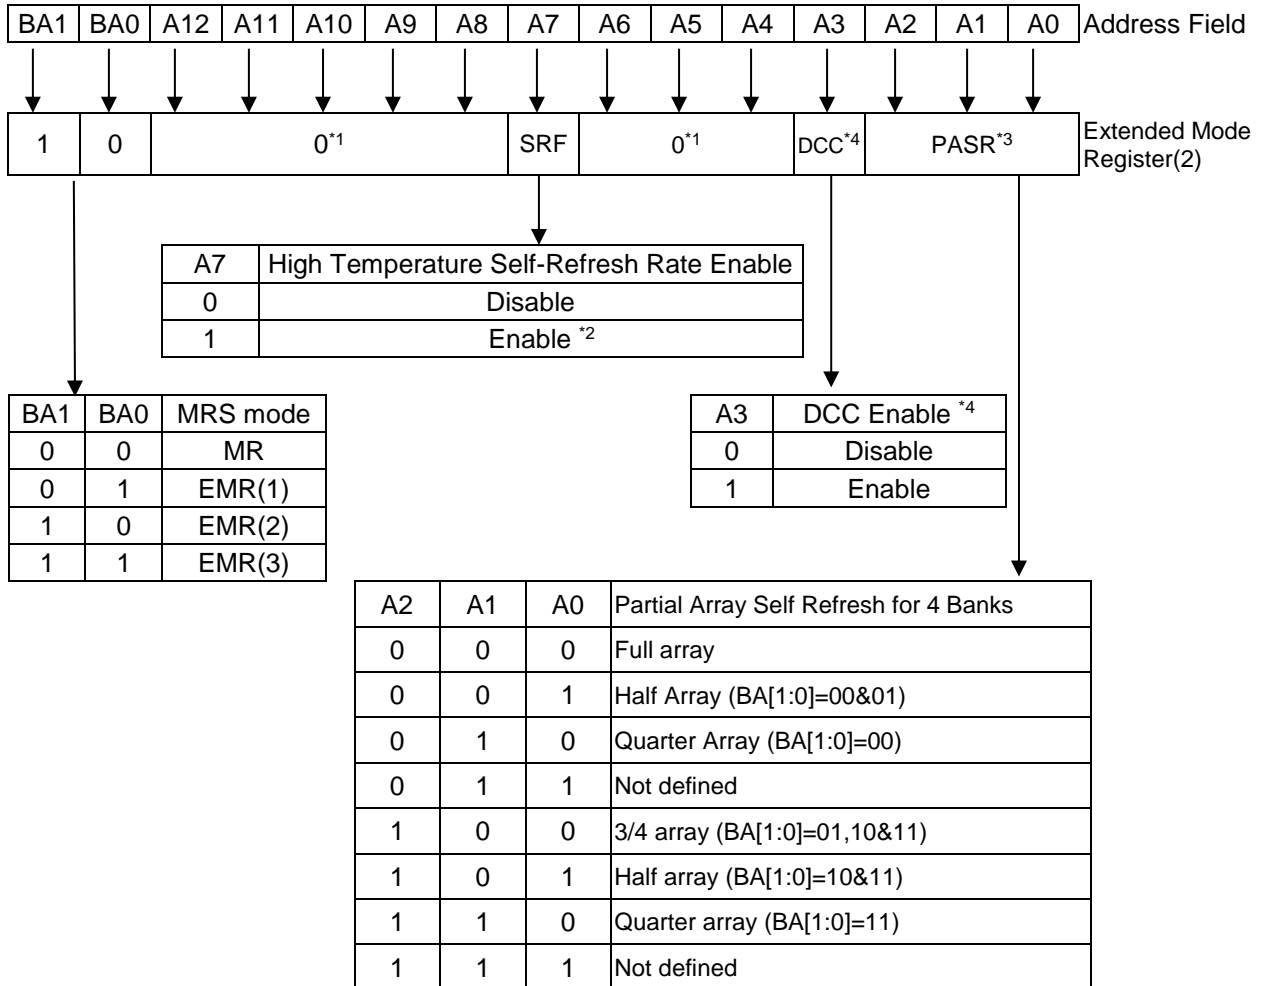 BA1 BA0 A12 A11 A10 A9 A8 A7 A6 A5 A4 A3 A2 A1 A0 Address Field
1 0 0*1 SRF 0*1 DCC*4 PASR*3 Extended Mode
Register(2)
A7 High Temperature Self-Refresh Rate Enable
0 Disable
1 Enable *2
BA1 BA0 MRS mode
0 0 MR
0 1 EMR(1)
1 0 EMR(2)
1 1 EMR(3)
A3 DCC Enable *4
0 Disable
1 Enable
A2 A1 A0 Partial Array Self Refresh for 4 Banks
0 0 0 Full array
0 0 1 Half Array (BA[1:0]=00&01)
0 1 0 Quarter Array (BA[1:0]=00)
0 1 1 Not defined
1 0 0 3/4 array (BA[1:0]=01,10&11)
1 0 1 Half array (BA[1:0]=10&11)
1 1 0 Quarter array (BA[1:0]=11)
1 1 1 Not defined